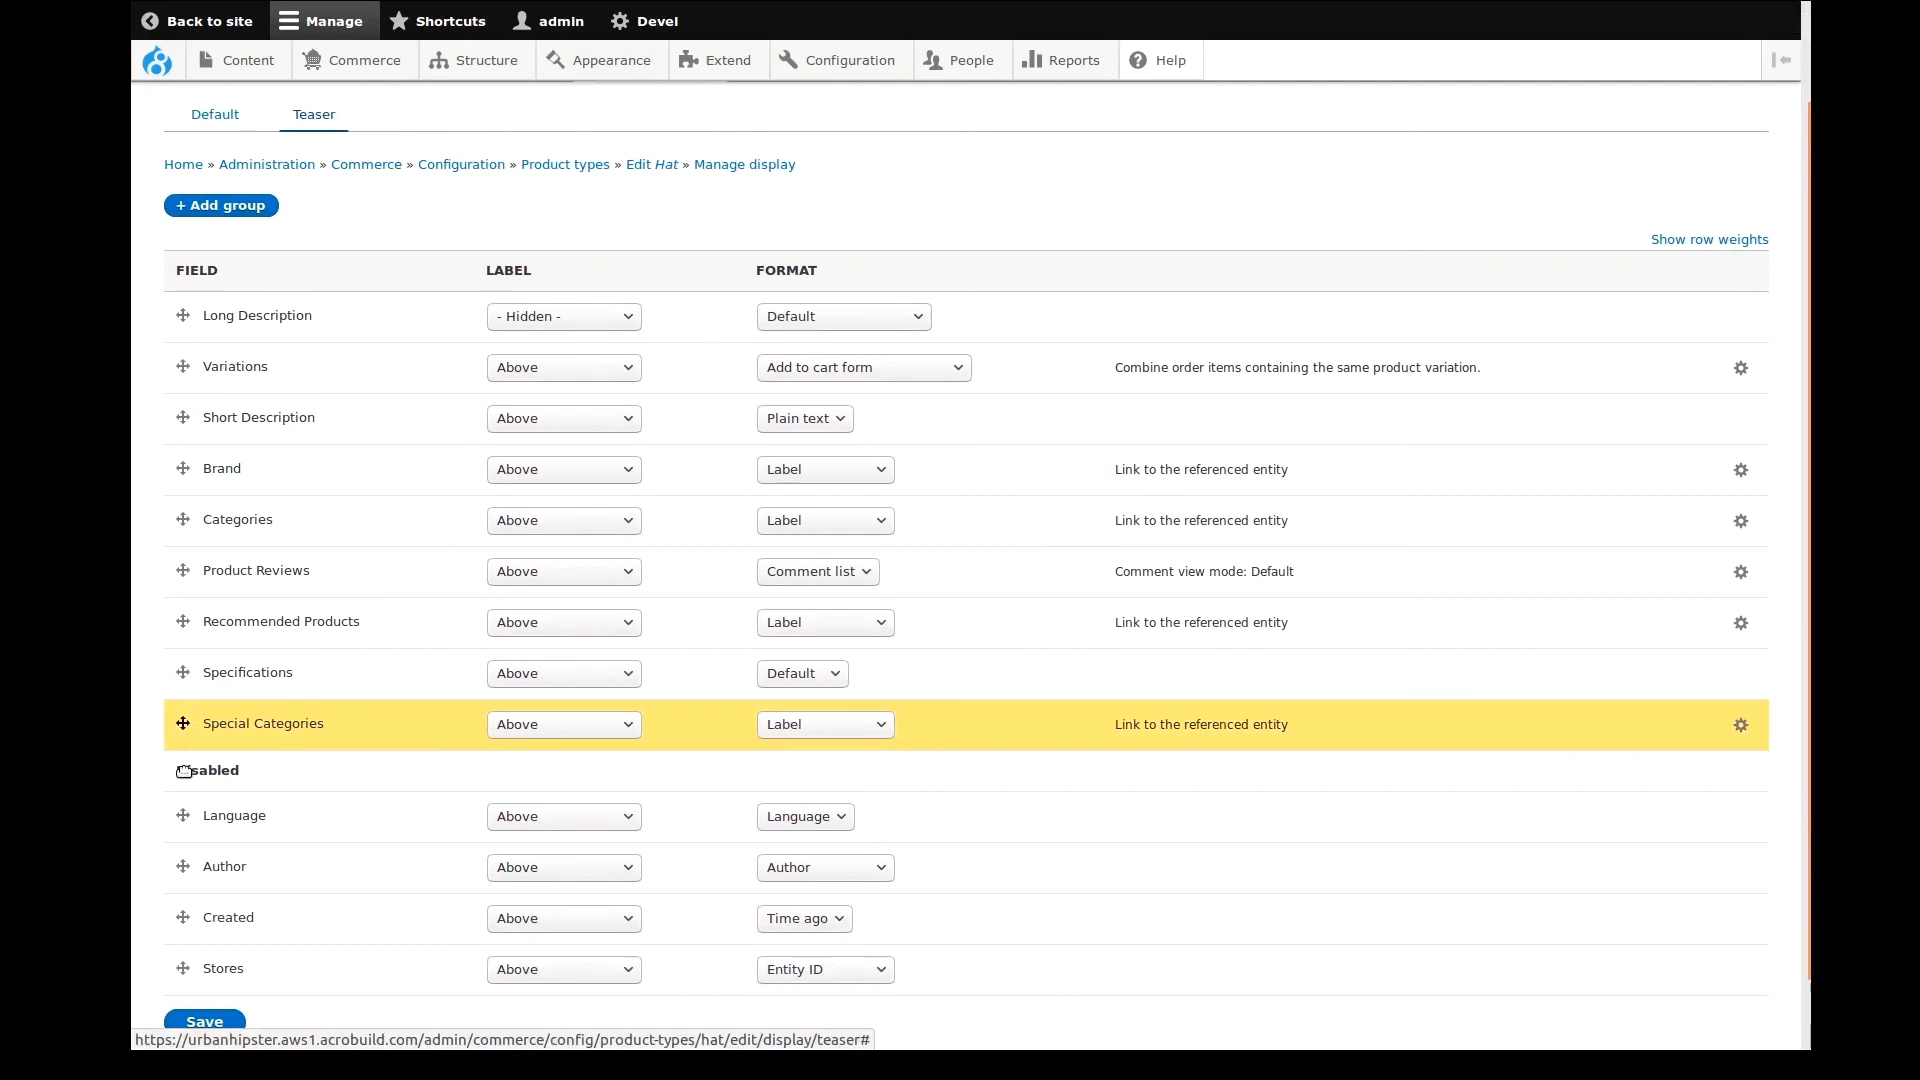 Back to site Manage Shortcuts admin Devel
Content Commerce Structure Appearance Extend Configuration People Reports Help
Default Teaser
Home » Administration » Commerce » Configuration » Product types » Edit Hat » Manage display
+ Add group
Show row weights
FIELD LABEL FORMAT
Long Description - Hidden - Default
Variations Above Add to cart form Combine order items containing the same product variation.
Short Description Above Plain text
Brand Above Label Link to the referenced entity
Categories Above Label Link to the referenced entity
Product Reviews Above Comment list Comment view mode: Default
Recommended Products Above Label Link to the referenced entity
Specifications Above Default
Special Categories Above Label Link to the referenced entity
sabled
Language Above Language
Author Above Author
Created Above Time ago
Stores Above Entity ID
Save
https://urbanhipster.aws1.acrobuild.com/admin/commerce/config/product-types/hat/edit/display/teaser#